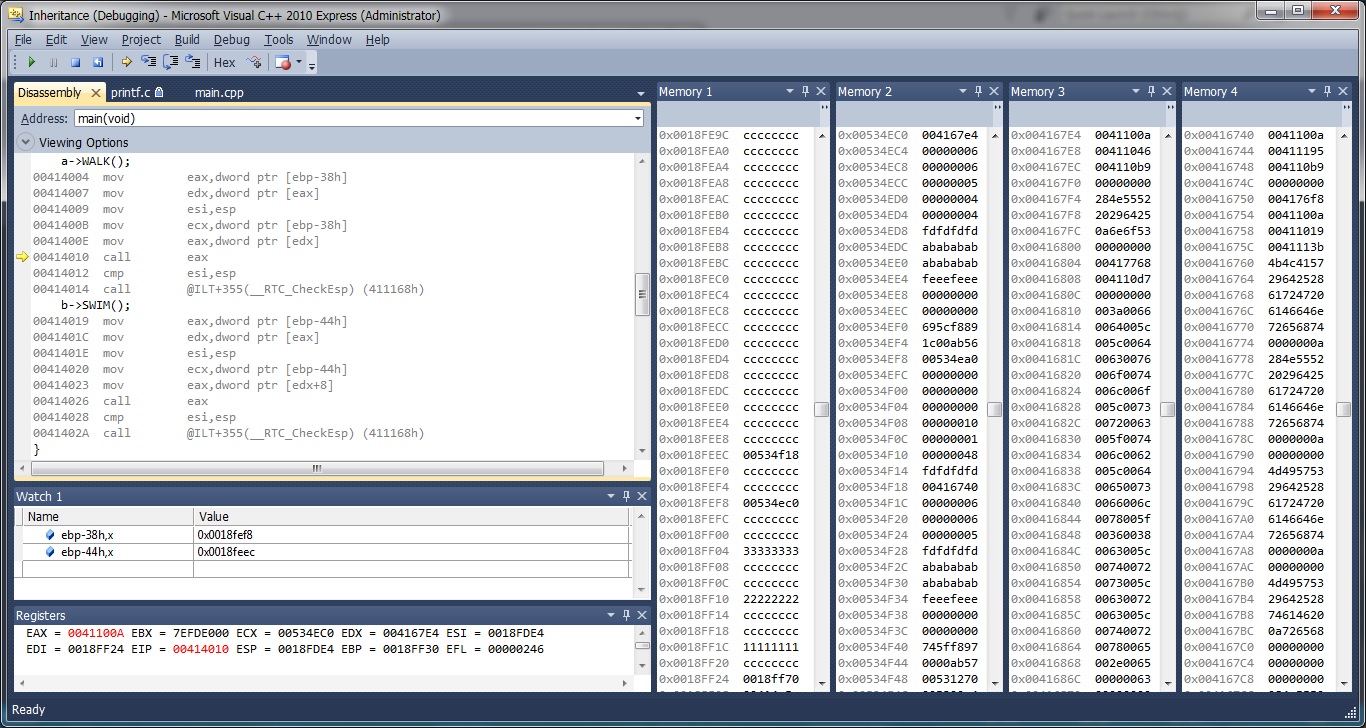 Inheritance (Debugging) - Microsoft Visual C++ 2010 Express (Administrator)
File Edit View Project Build Debug Tools Window Help
Hex
Disassembly printf.c main.cpp
Address: main(void)
Viewing Options
a->WALK();
00414004 mov eax,dword ptr [ebp-38h]
00414007 mov edx,dword ptr [eax]
00414009 mov esi,esp
0041400B mov ecx,dword ptr [ebp-38h]
0041400E mov eax,dword ptr [edx]
00414010 call eax
00414012 cmp esi,esp
00414014 call @ILT+355(__RTC_CheckEsp) (411168h)
b->SWIM();
00414019 mov eax,dword ptr [ebp-44h]
0041401C mov edx,dword ptr [eax]
0041401E mov esi,esp
00414020 mov ecx,dword ptr [ebp-44h]
00414023 mov eax,dword ptr [edx+8]
00414026 call eax
00414028 cmp esi,esp
0041402A call @ILT+355(__RTC_CheckEsp) (411168h)
}
Watch 1
Name Value
ebp-38h,x 0x0018fef8
ebp-44h,x 0x0018feec
Registers
EAX = 0041100A EBX = 7EFDE000 ECX = 00534EC0 EDX = 004167E4 ESI = 0018FDE4
EDI = 0018FF24 EIP = 00414010 ESP = 0018FDE4 EBP = 0018FF30 EFL = 00000246
Memory 1
0x0018FE9C cccccccc
0x0018FEA0 cccccccc
0x0018FEA4 cccccccc
0x0018FEA8 cccccccc
0x0018FEAC cccccccc
0x0018FEB0 cccccccc
0x0018FEB4 cccccccc
0x0018FEB8 cccccccc
0x0018FEBC cccccccc
0x0018FEC0 cccccccc
0x0018FEC4 cccccccc
0x0018FEC8 cccccccc
0x0018FECC cccccccc
0x0018FED0 cccccccc
0x0018FED4 cccccccc
0x0018FED8 cccccccc
0x0018FEDC cccccccc
0x0018FEE0 cccccccc
0x0018FEE4 cccccccc
0x0018FEE8 cccccccc
0x0018FEEC 00534f18
0x0018FEF0 cccccccc
0x0018FEF4 cccccccc
0x0018FEF8 00534ec0
0x0018FEFC cccccccc
0x0018FF00 cccccccc
0x0018FF04 33333333
0x0018FF08 cccccccc
0x0018FF0C cccccccc
0x0018FF10 22222222
0x0018FF14 cccccccc
0x0018FF18 cccccccc
0x0018FF1C 11111111
0x0018FF20 cccccccc
0x0018FF24 0018ff70
Memory 2
0x00534EC0 004167e4
0x00534EC4 00000006
0x00534EC8 00000006
0x00534ECC 00000005
0x00534ED0 00000004
0x00534ED4 00000004
0x00534ED8 fdfdfdfd
0x00534EDC abababab
0x00534EE0 abababab
0x00534EE4 feeefeee
0x00534EE8 00000000
0x00534EEC 00000000
0x00534EF0 695cf889
0x00534EF4 1c00ab56
0x00534EF8 00534ea0
0x00534EFC 00000000
0x00534F00 00000000
0x00534F04 00000000
0x00534F08 00000010
0x00534F0C 00000001
0x00534F10 00000048
0x00534F14 fdfdfdfd
0x00534F18 00416740
0x00534F1C 00000006
0x00534F20 00000006
0x00534F24 00000005
0x00534F28 fdfdfdfd
0x00534F2C abababab
0x00534F30 abababab
0x00534F34 feeefeee
0x00534F38 00000000
0x00534F3C 00000000
0x00534F40 745ff897
0x00534F44 0000ab57
0x00534F48 00531270
Memory 3
0x004167E4 0041100a
0x004167E8 00411046
0x004167EC 004110b9
0x004167F0 00000000
0x004167F4 284e5552
0x004167F8 20296425
0x004167FC 0a6e6f53
0x00416800 00000000
0x00416804 00417768
0x00416808 004110d7
0x0041680C 00000000
0x00416810 003a0066
0x00416814 0064005c
0x00416818 005c0064
0x0041681C 00630076
0x00416820 006f0074
0x00416824 006c006f
0x00416828 005c0073
0x0041682C 00720063
0x00416830 005f0074
0x00416834 006c0062
0x00416838 005c0064
0x0041683C 00650073
0x00416840 0066006c
0x00416844 0078005f
0x00416848 00360038
0x0041684C 0063005c
0x00416850 00740072
0x00416854 0073005c
0x00416858 00630072
0x0041685C 0063005c
0x00416860 00740072
0x00416864 00780065
0x00416868 002e0065
0x0041686C 00000063
Memory 4
0x00416740 0041100a
0x00416744 00411195
0x00416748 004110b9
0x0041674C 00000000
0x00416750 004176f8
0x00416754 0041100a
0x00416758 00411019
0x0041675C 0041113b
0x00416760 4b4c4157
0x00416764 29642528
0x00416768 61724720
0x0041676C 6146646e
0x00416770 72656874
0x00416774 0000000a
0x00416778 284e5552
0x0041677C 20296425
0x00416780 61724720
0x00416784 6146646e
0x00416788 72656874
0x0041678C 0000000a
0x00416790 00000000
0x00416794 4d495753
0x00416798 29642528
0x0041679C 61724720
0x004167A0 6146646e
0x004167A4 72656874
0x004167A8 0000000a
0x004167AC 00000000
0x004167B0 4d495753
0x004167B4 29642528
0x004167B8 74614620
0x004167BC 0a726568
0x004167C0 00000000
0x004167C4 00000000
0x004167C8 00000000
Ready